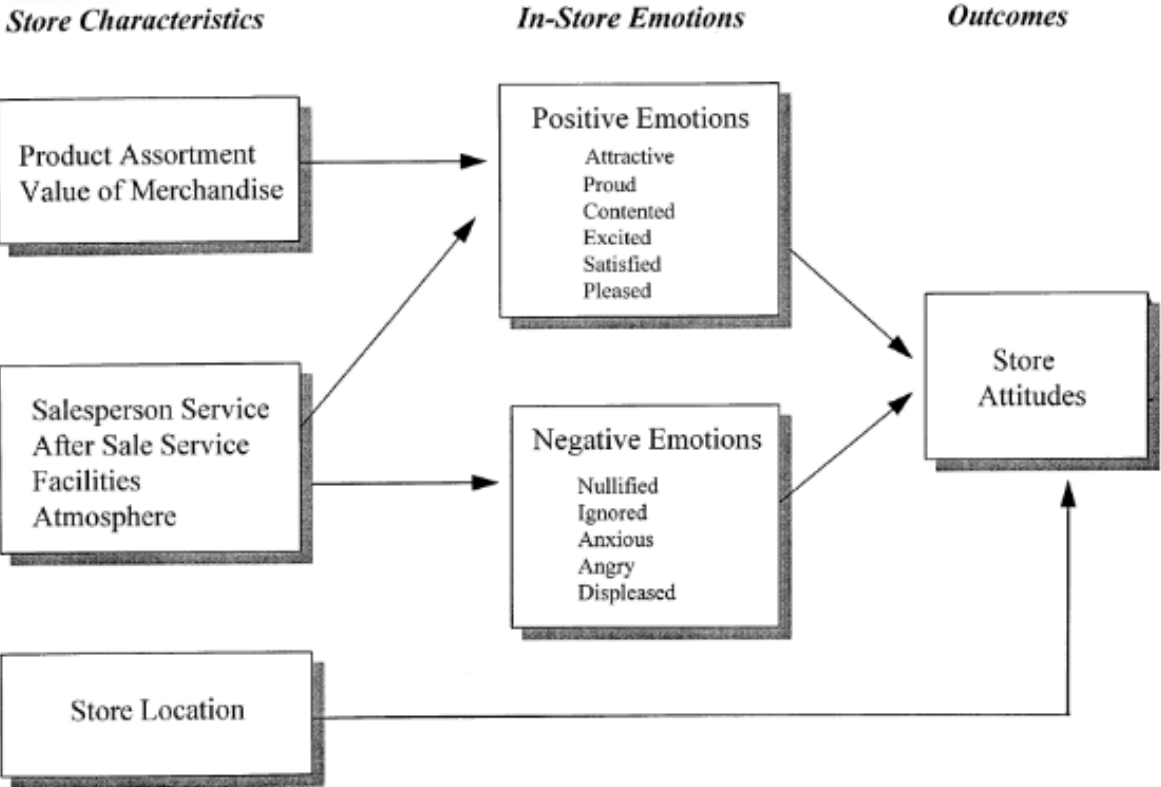 Store Characteristics
In-Store Emotions
Outcomes
Product Assortment
Value of Merchandise
Salesperson Service
After Sale Service
Facilities
Atmosphere
Store Location
Positive Emotions
Attractive
Proud
Contented
Excited
Satisfied
Pleased
Negative Emotions
Nullified
Ignored
Anxious
Angry
Displeased
Store
Attitudes